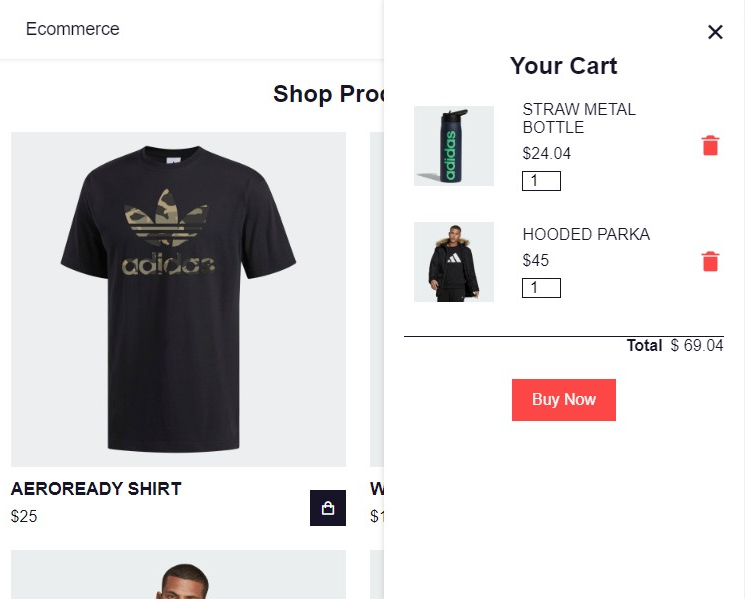 Ecommerce
Shop Proc
adidas
AEROREADY SHIRT
$25
W
$1
Your Cart
adidas
STRAW METAL
BOTTLE
$24.04
1
HOODED PARKA
$45
1
Total $ 69.04
Buy Now